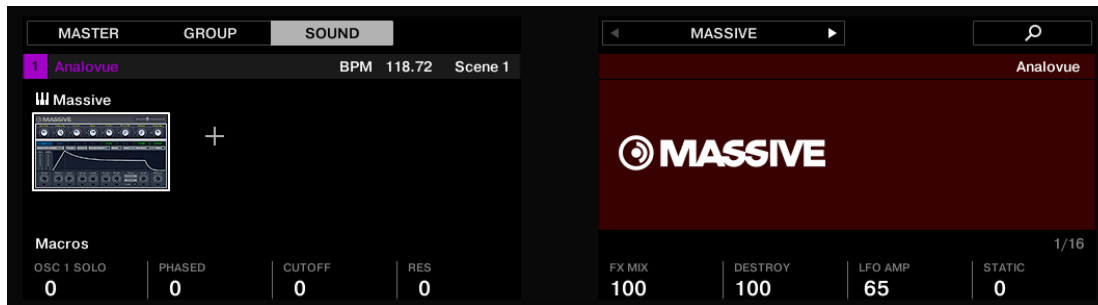 MASTER GROUP SOUND
1 Analovue BPM 118.72 Scene 1
Massive
MASSIVE
+
Macros
OSC 1 SOLO PHASED CUTOFF RES
0 0 0 0
MASSIVE
Analovue
MASSIVE
1/16
FX MIX DESTROY LFO AMP STATIC
100 100 65 0